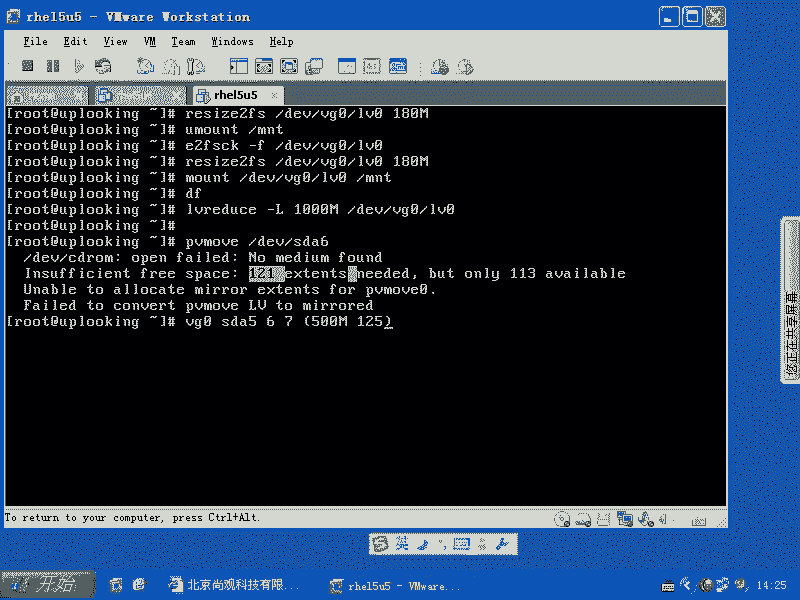 rhel5u5 - VMware Workstation
File Edit View VM Team Windows Help
rhel5u5 ×
[root@uplooking ~]# resize2fs /dev/vg0/lv0 180M
[root@uplooking ~]# umount /mnt
[root@uplooking ~]# e2fsck -f /dev/vg0/lv0
[root@uplooking ~]# resize2fs /dev/vg0/lv0 180M
[root@uplooking ~]# mount /dev/vg0/lv0 /mnt
[root@uplooking ~]# df
[root@uplooking ~]# lvreduce -L 1000M /dev/vg0/lv0
[root@uplooking ~]#
[root@uplooking ~]# pvmove /dev/sda6
/dev/cdrom: open failed: No medium found
Insufficient free space: 121 extents needed, but only 113 available
Unable to allocate mirror extents for pvmove0.
Failed to convert pvmove LV to mirrored
[root@uplooking ~]# vg0 sda5 6 7 (500M 125)_
您正在共享屏幕
To return to your computer, press Ctrl+Alt.
英
开始
北京尚观科技有限...
rhel5u5 - VMware...
14:25